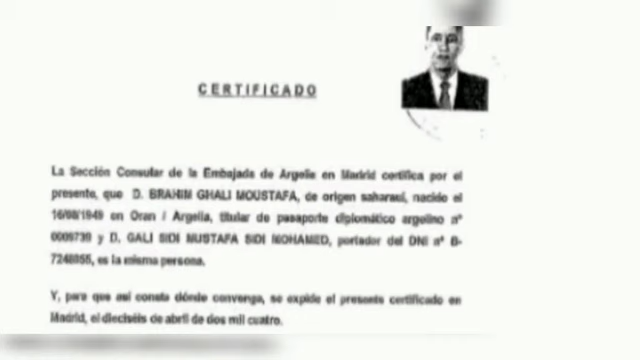 CERTIFICADO
La Sección Consular de la Embajada de Argelia en Madrid certifica por el
presente, que D. BRAHIM GHALI MOUSTAFA, de origen saharaui, nacido el
16/08/1949 en Oran / Argelia, titular de pasaporte diplomático argelino nº
y D. GALI SIDI MUSTAFA SIDI MOHAMED, portador del DNI nº B-
es la misma persona.
Y, para que así conste dónde convenga, se expide el presente certificado en
Madrid, el dieciséis de abril de dos mil cuatro.